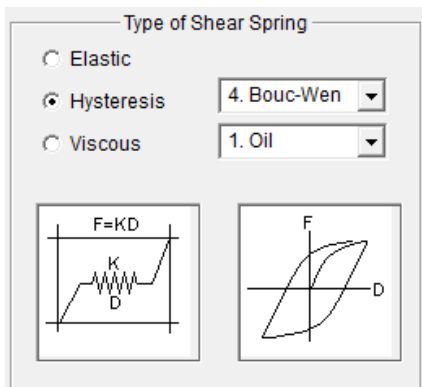 Type of Shear Spring
Elastic
Hysteresis 4. Bouc-Wen
Viscous 1. Oil
F=KD
K
D
F
D